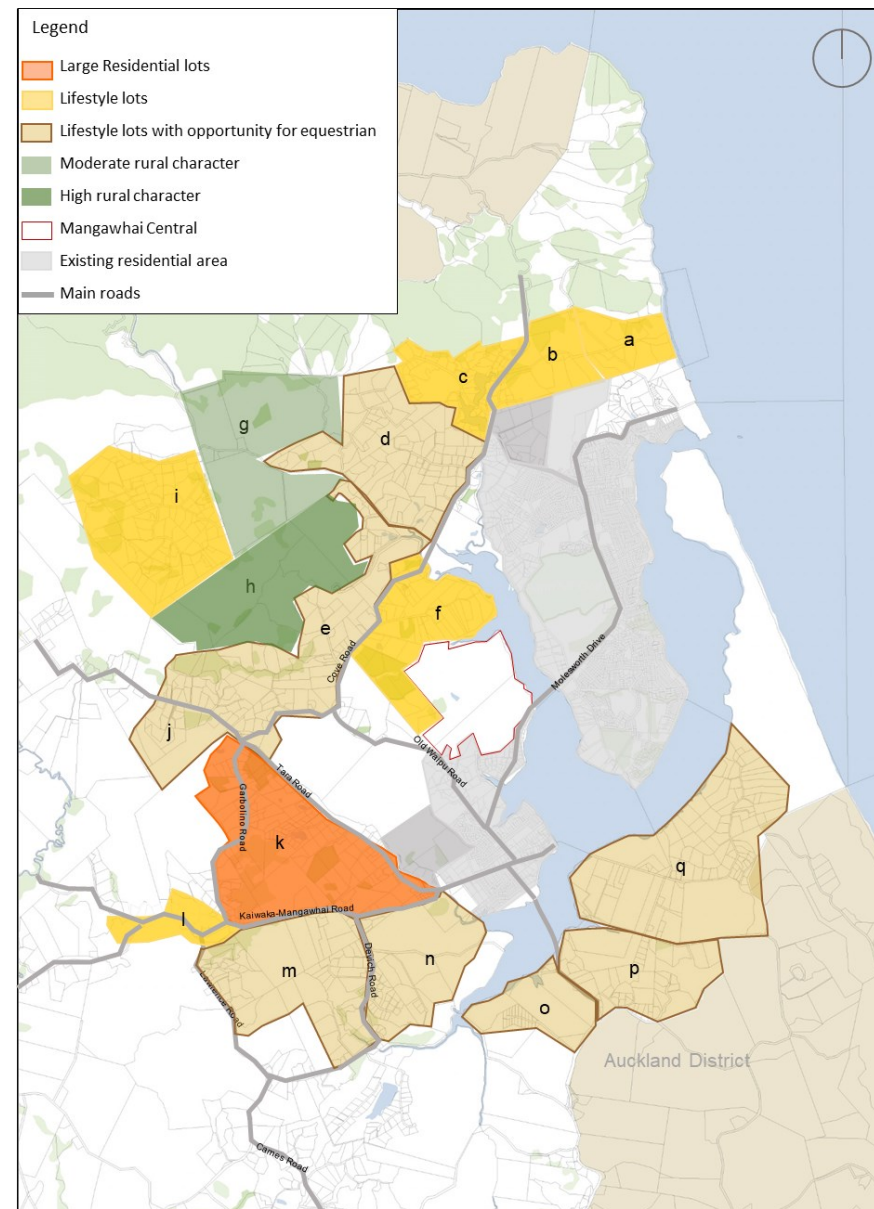 Legend
Large Residential lots
Lifestyle lots
Lifestyle lots with opportunity for equestrian
Moderate rural character
High rural character
Mangawhai Central
Existing residential area
Main roads
a
b
c
d
g
i
h
f
e
Cove Road
Molesworth Drive
j
Old Waipu Road
Tara Road
Garbolino Road
k
q
l
Kaiwaka-Mangawhai Road
m
Devich Road
n
p
Lawrence Road
o
Auckland District
Cames Road